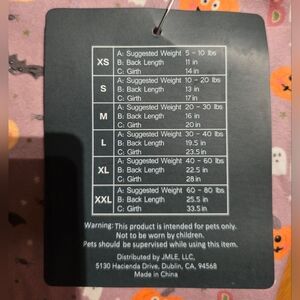 XS
A: Suggested Weight 5 - 10 lbs
B: Back Length 11 in
C: Girth 14 in
S
A: Suggested Weight 10 - 20 lbs
B: Back Length 13 in
C: Girth 17 in
M
A: Suggested Weight 20 - 30 lbs
B: Back Length 16 in
C: Girth 20 in
L
A: Suggested Weight 30 - 40 lbs
B: Back Length 19.5 in
C: Girth 23.5 in
XL
A: Suggested Weight 40 - 60 lbs
B: Back Length 22.5 in
C: Girth 28 in
XXL
A: Suggested Weight 60 - 80 lbs
B: Back Length 25.5 in
C: Girth 33.5 in
Warning: This product is intended for pets only.
Not to be worn by children.
Pets should be supervised while using this item.
Distributed by JMLE, LLC,
5130 Hacienda Drive, Dublin, CA, 94568
Made in China